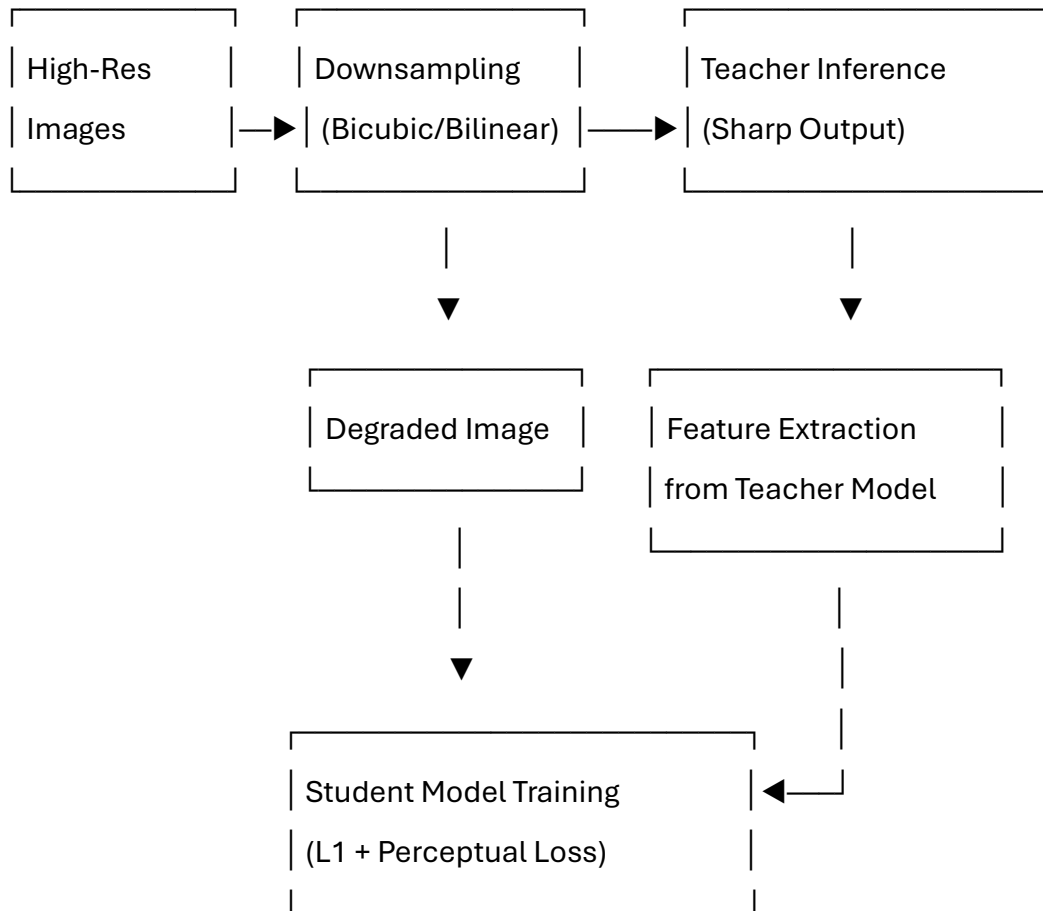 High-Res
Images
Downsampling
(Bicubic/Bilinear)
Teacher Inference
(Sharp Output)
Degraded Image
Feature Extraction
from Teacher Model
Student Model Training
(L1 + Perceptual Loss)